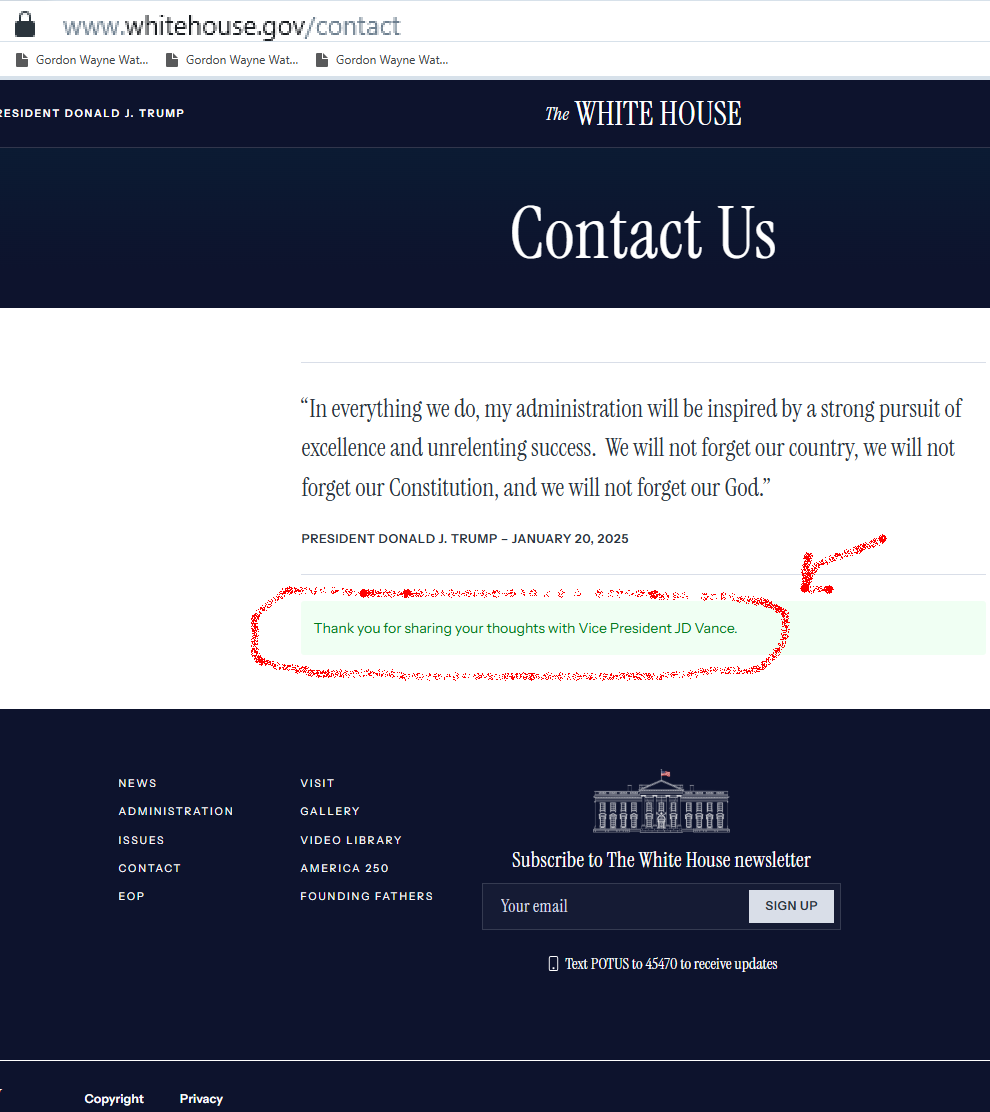 www.whitehouse.gov/contact
Gordon Wayne Wat... Gordon Wayne Wat... Gordon Wayne Wat...
RESIDENT DONALD J. TRUMP
The WHITE HOUSE
Contact Us
“In everything we do, my administration will be inspired by a strong pursuit of
excellence and unrelenting success. We will not forget our country, we will not
forget our Constitution, and we will not forget our God.”
PRESIDENT DONALD J. TRUMP – JANUARY 20, 2025
Thank you for sharing your thoughts with Vice President JD Vance.
NEWS
ADMINISTRATION
ISSUES
CONTACT
EOP
VISIT
GALLERY
VIDEO LIBRARY
AMERICA 250
FOUNDING FATHERS
Subscribe to The White House newsletter
Your email
SIGN UP
Text POTUS to 45470 to receive updates
Copyright
Privacy